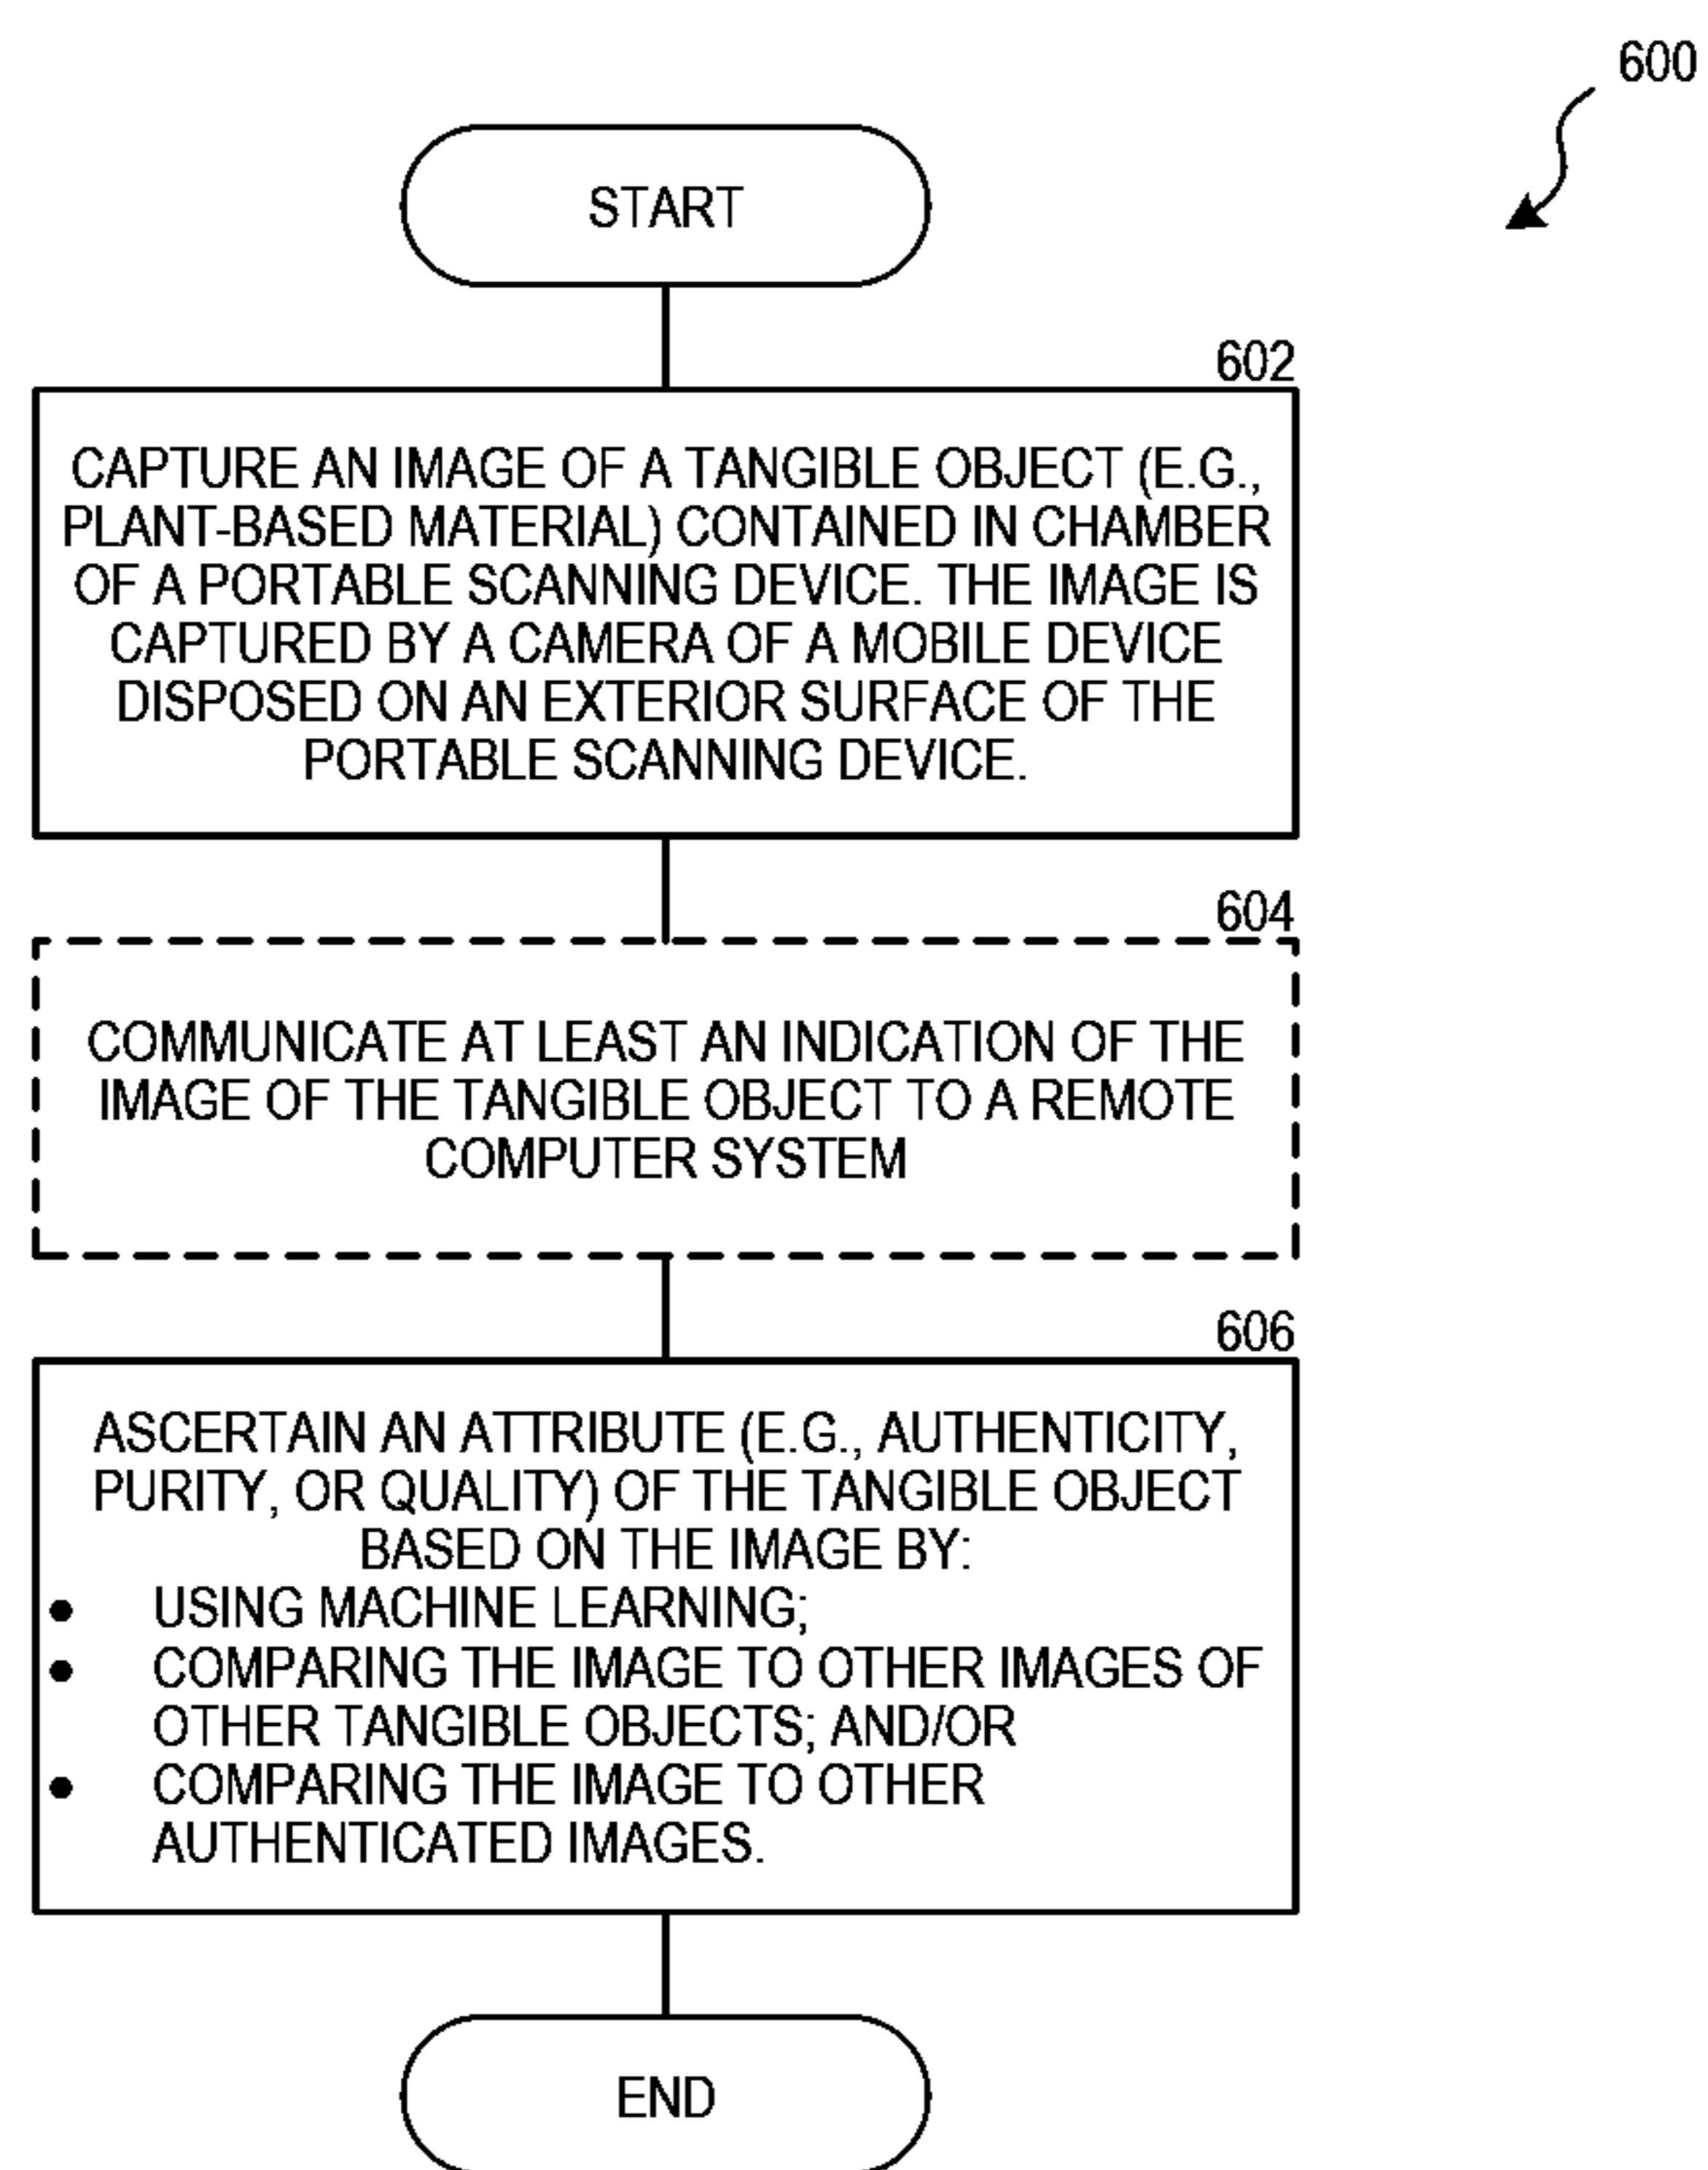 600
START
602
CAPTURE AN IMAGE OF A TANGIBLE OBJECT (E.G.,
PLANT-BASED MATERIAL) CONTAINED IN CHAMBER
OF A PORTABLE SCANNING DEVICE. THE IMAGE IS
CAPTURED BY A CAMERA OF A MOBILE DEVICE
DISPOSED ON AN EXTERIOR SURFACE OF THE
PORTABLE SCANNING DEVICE.
604
COMMUNICATE AT LEAST AN INDICATION OF THE
IMAGE OF THE TANGIBLE OBJECT TO A REMOTE
COMPUTER SYSTEM
606
ASCERTAIN AN ATTRIBUTE (E.G., AUTHENTICITY,
PURITY, OR QUALITY) OF THE TANGIBLE OBJECT
BASED ON THE IMAGE BY:
• USING MACHINE LEARNING;
• COMPARING THE IMAGE TO OTHER IMAGES OF
OTHER TANGIBLE OBJECTS; AND/OR
• COMPARING THE IMAGE TO OTHER
AUTHENTICATED IMAGES.
END